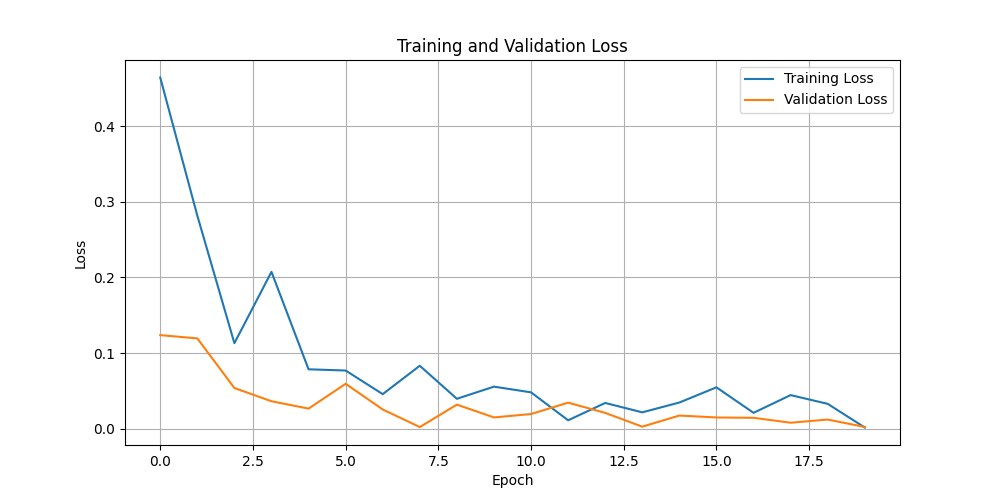 Training and Validation Loss
Training Loss
Validation Loss
0.4
0.3
0.2
0.1
0.0
Loss
0.0 2.5 5.0 7.5 10.0 12.5 15.0 17.5
Epoch